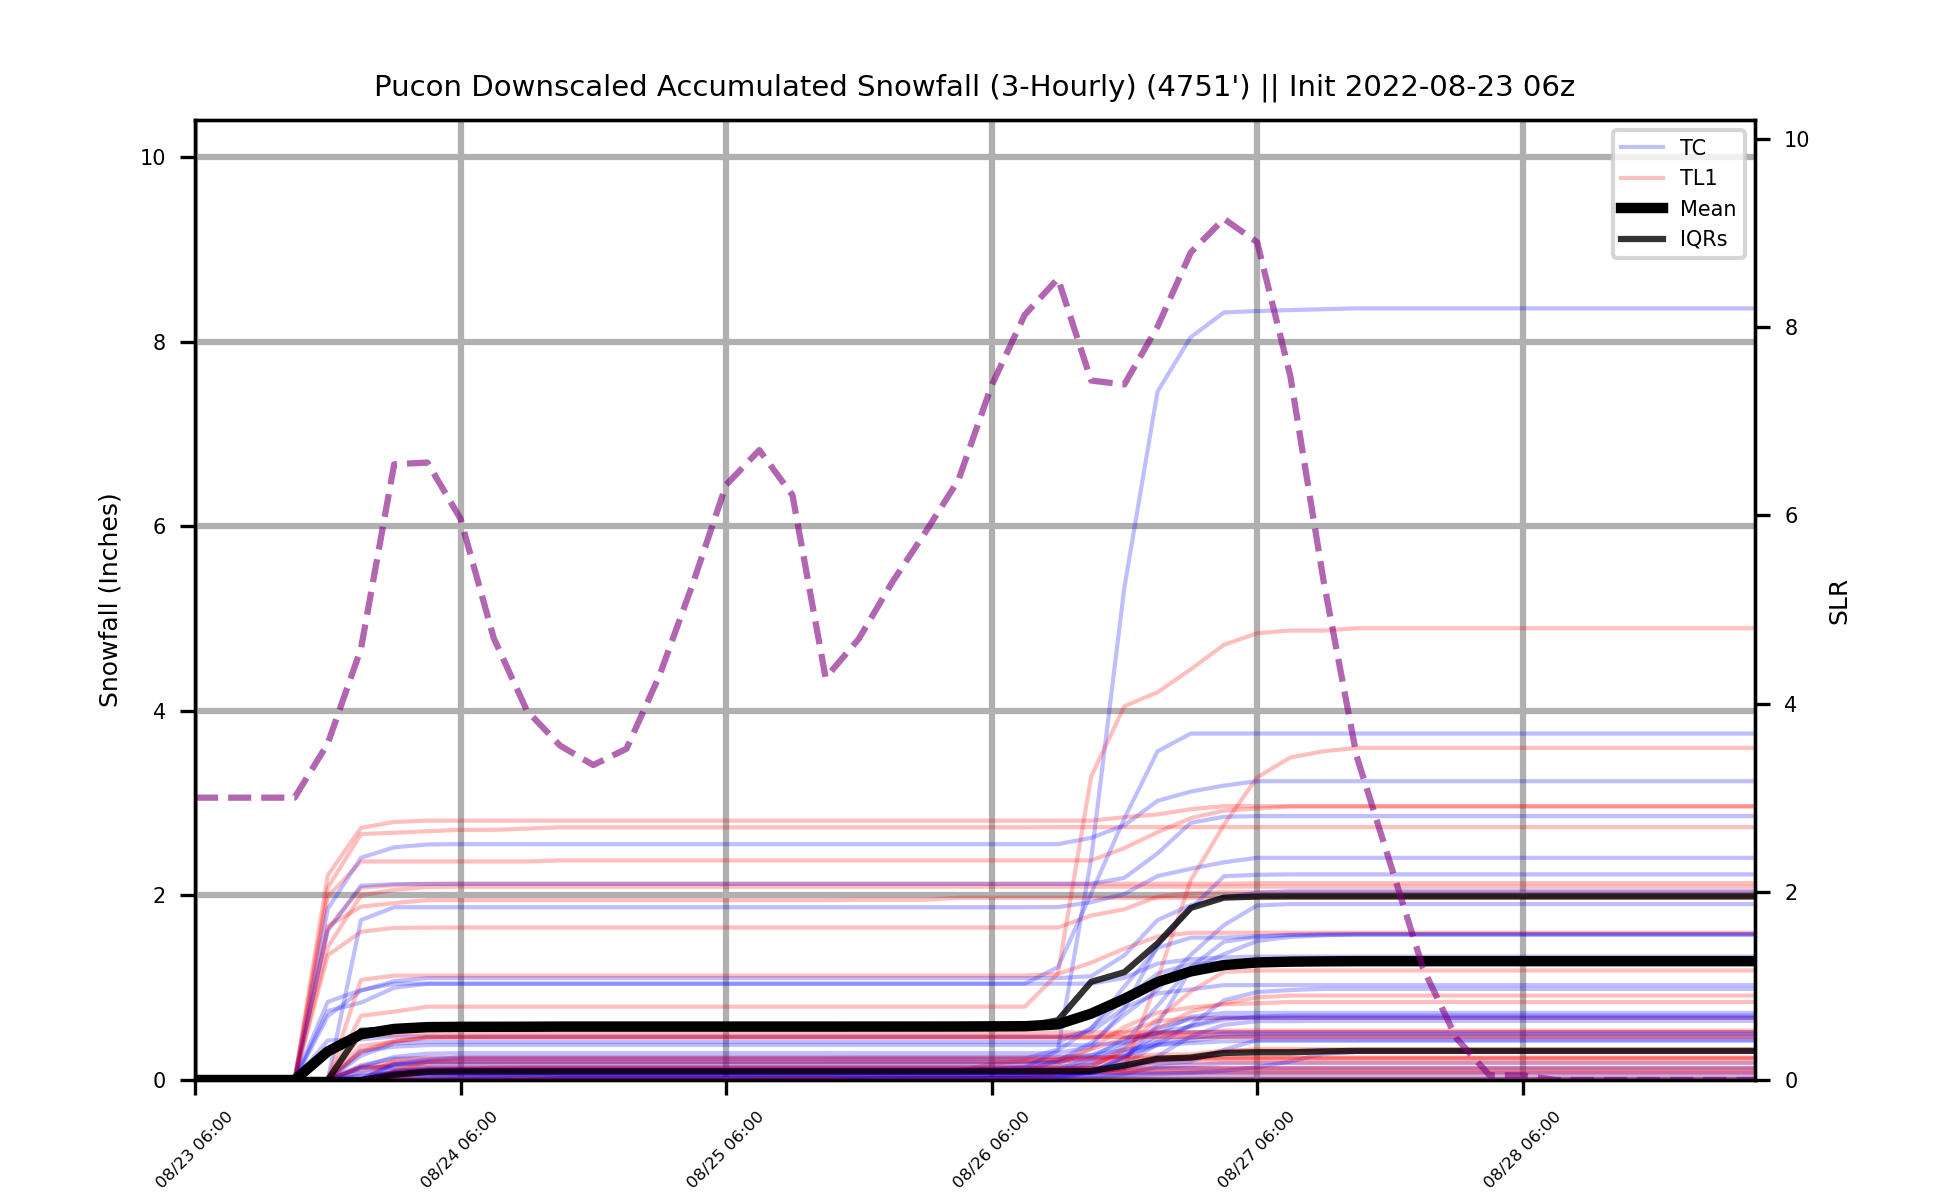 Pucon Downscaled Accumulated Snowfall (3-Hourly) (4751') || Init 2022-08-23 06z
TC
TL1
Mean
IQRs
Snowfall (Inches)
10
8
6
4
2
0
SLR
10
8
6
4
2
0
08/23 06:00
08/24 06:00
08/25 06:00
08/26 06:00
08/27 06:00
08/28 06:00